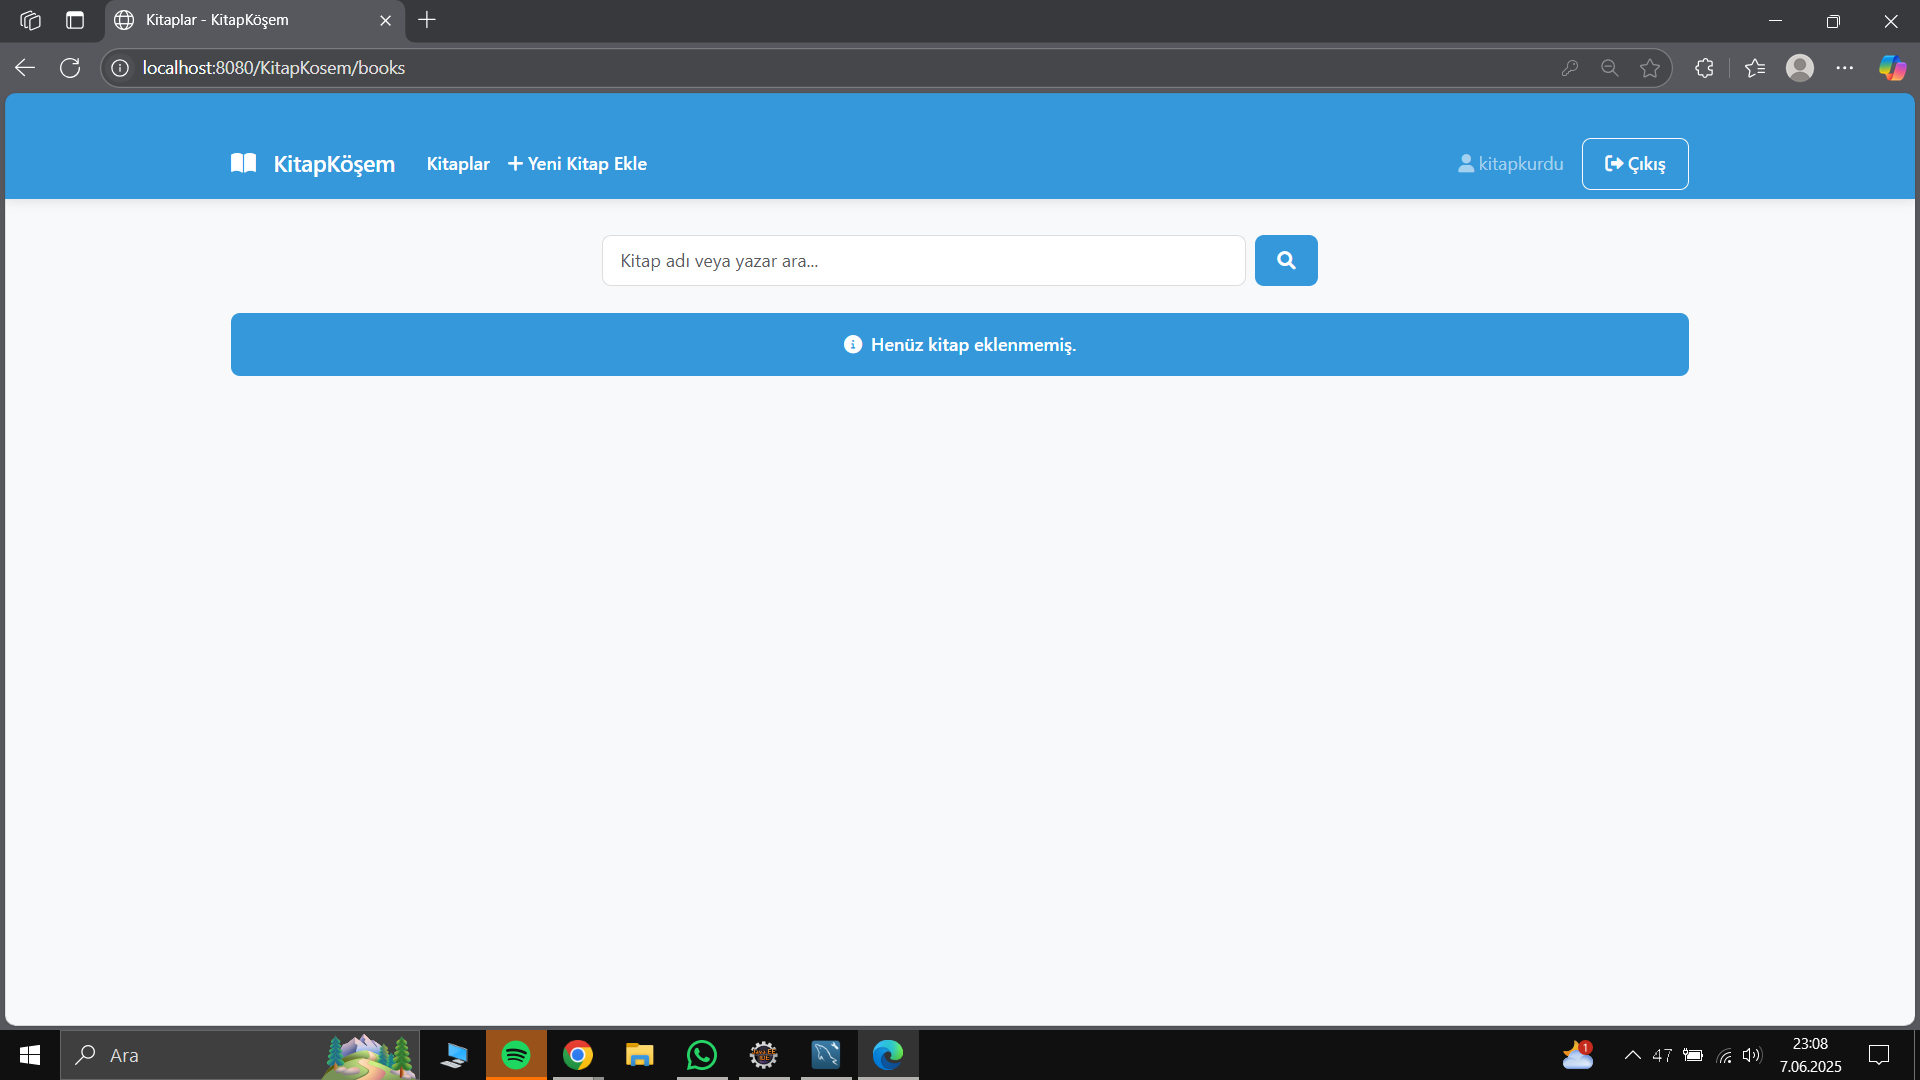 Kitaplar - KitapKöşem
localhost:8080/KitapKosem/books
KitapKöşem Kitaplar + Yeni Kitap Ekle kitapkurdu Çıkış
Kitap adı veya yazar ara...
Henüz kitap eklenmemiş.
Ara
1
47
23:08
7.06.2025